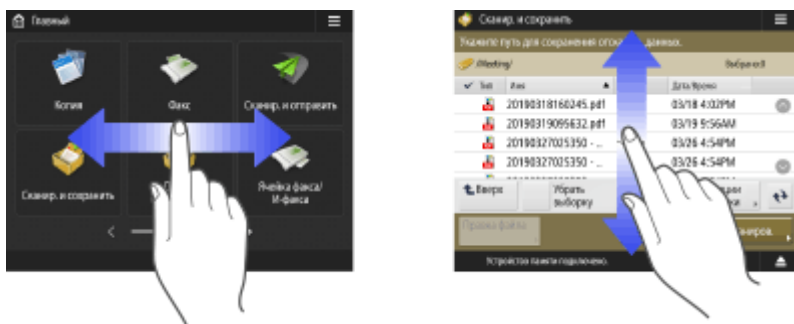 Главный
Копия
Факс
Сканир. и отправить
Сканир. и сохранить
Ячейка факса/
И-факса
Сканир. и сохранить
Укажите путь для сохранения данных.
/Meeting/
Выбрано:0
Тип Имя Дата/Время
20190318160245.pdf 03/18 4:02PM
20190319095632.pdf 03/19 9:56AM
20190327025350 - ... 03/26 4:54PM
20190327025350 - ... 03/26 4:54PM
Вверх
Убрать
выборку
Правка файла
Устройство памяти подключено.